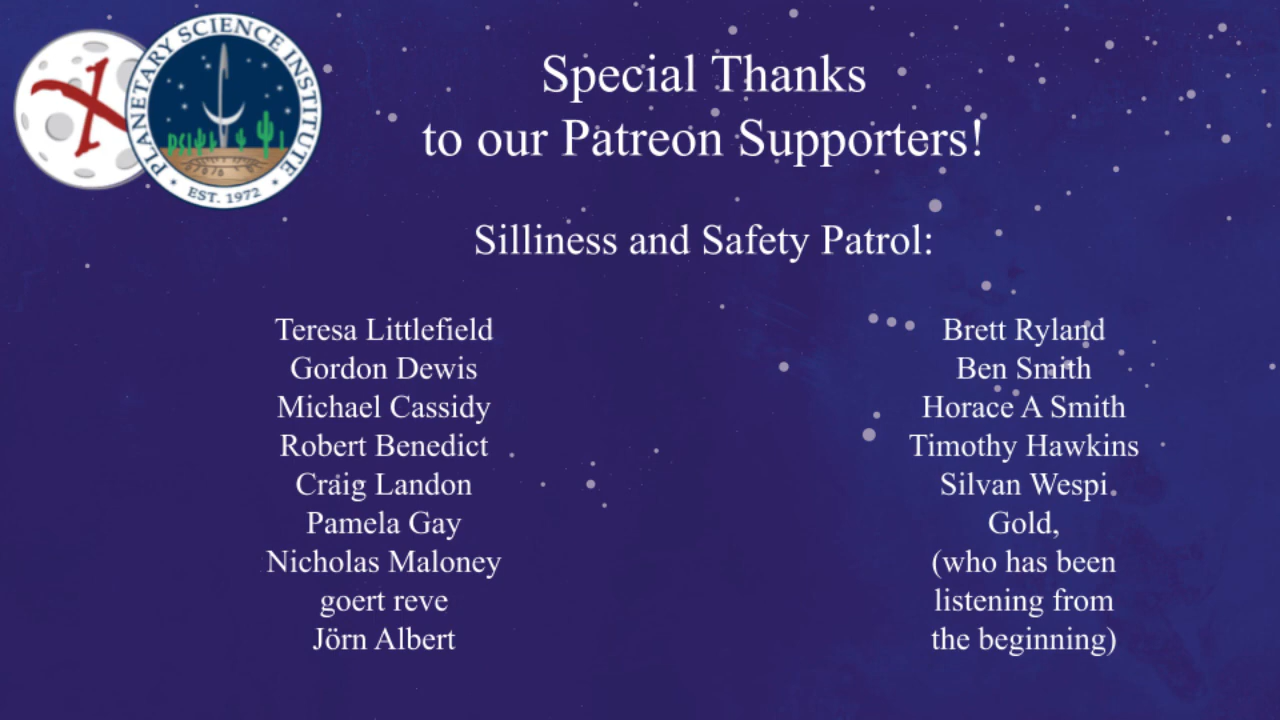 PLANETARY SCIENCE INSTITUTE
PSI
EST. 1972
Special Thanks
to our Patreon Supporters!
Silliness and Safety Patrol:
Teresa Littlefield
Gordon Dewis
Michael Cassidy
Robert Benedict
Craig Landon
Pamela Gay
Nicholas Maloney
goert reve
Jörn Albert
Brett Ryland
Ben Smith
Horace A Smith
Timothy Hawkins
Silvan Wespi
Gold,
(who has been
listening from
the beginning)